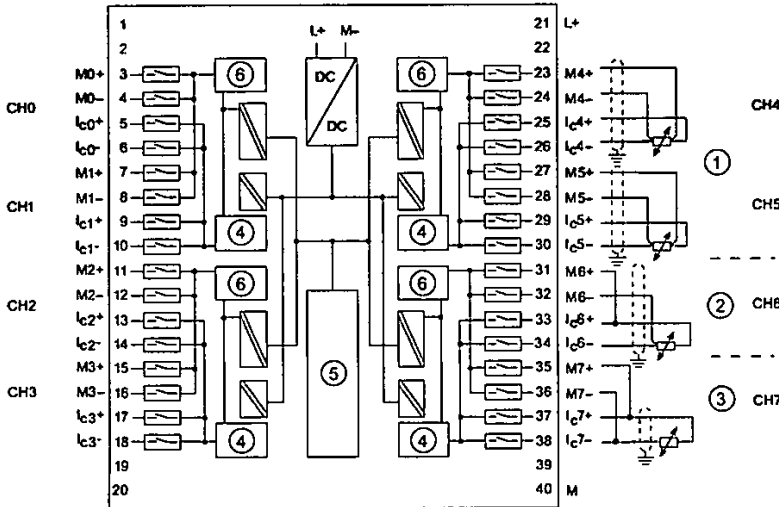 1 L+ M- 21 L+
2 22
M0+ 3 6 DC 6 23 M4+
CH0 M0- 4 24 M4- CH4
Ic0+ 5 25 Ic4+
Ic0- 6 DC 26 Ic4- 1
M1+ 7 27 M5+
CH1 M1- 8 28 M5- CH5
Ic1+ 9 4 4 29 Ic5+
Ic1- 10 30 Ic5-
M2+ 11 6 6 31 M6+
CH2 M2- 12 32 M6- 2 CH6
Ic2+ 13 33 Ic6+
Ic2- 14 34 Ic6-
M3+ 15 5 35 M7+
CH3 M3- 16 36 M7- 3 CH7
Ic3+ 17 37 Ic7+
Ic3- 18 4 4 38 Ic7-
19 39
20 40 M